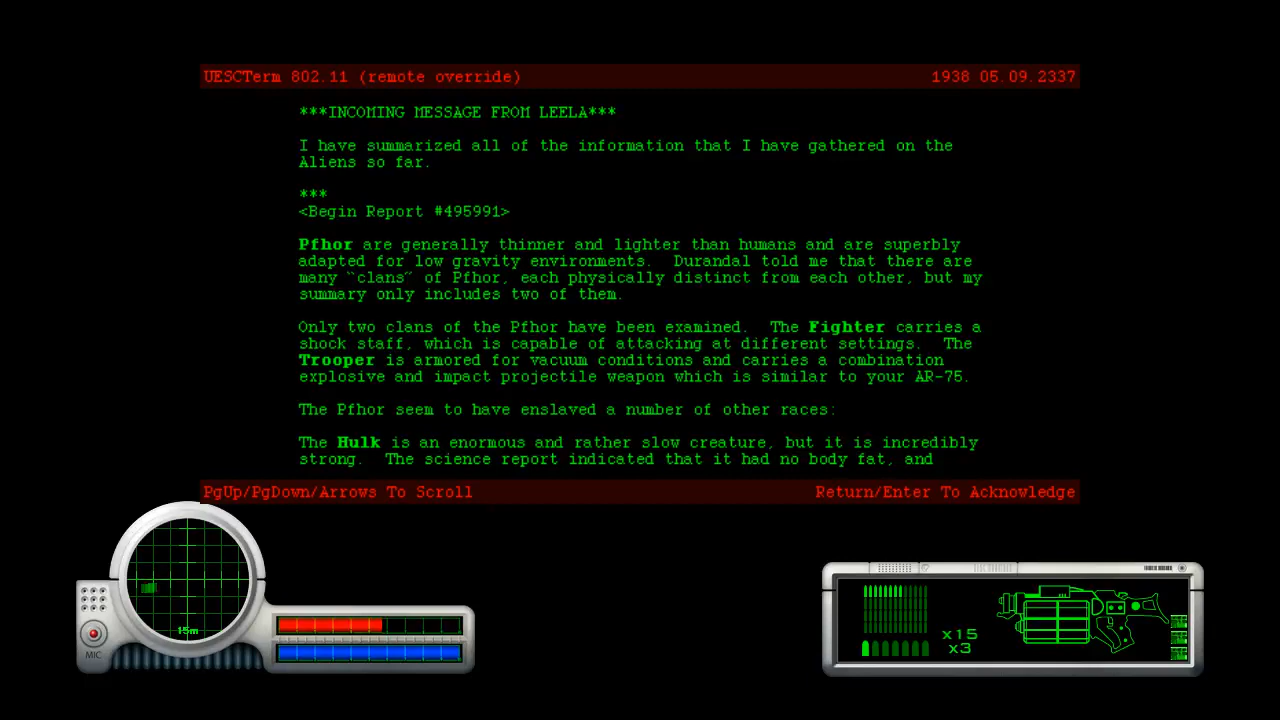 UESCTerm 802.11 (remote override) 1938 05.09.2337
***INCOMING MESSAGE FROM LEELA***
I have summarized all of the information that I have gathered on the
Aliens so far.
***
<Begin Report #495991>
Pfhor are generally thinner and lighter than humans and are superbly
adapted for low gravity environments.  Durandal told me that there are
many “clans” of Pfhor, each physically distinct from each other, but my
summary only includes two of them.
Only two clans of the Pfhor have been examined.  The Fighter carries a
shock staff, which is capable of attacking at different settings.  The
Trooper is armored for vacuum conditions and carries a combination
explosive and impact projectile weapon which is similar to your AR-75.
The Pfhor seem to have enslaved a number of other races:
The Hulk is an enormous and rather slow creature, but it is incredibly
strong.  The science report indicated that it had no body fat, and
PgUp/PgDown/Arrows To Scroll Return/Enter To Acknowledge
15m
MIC
x15
x3